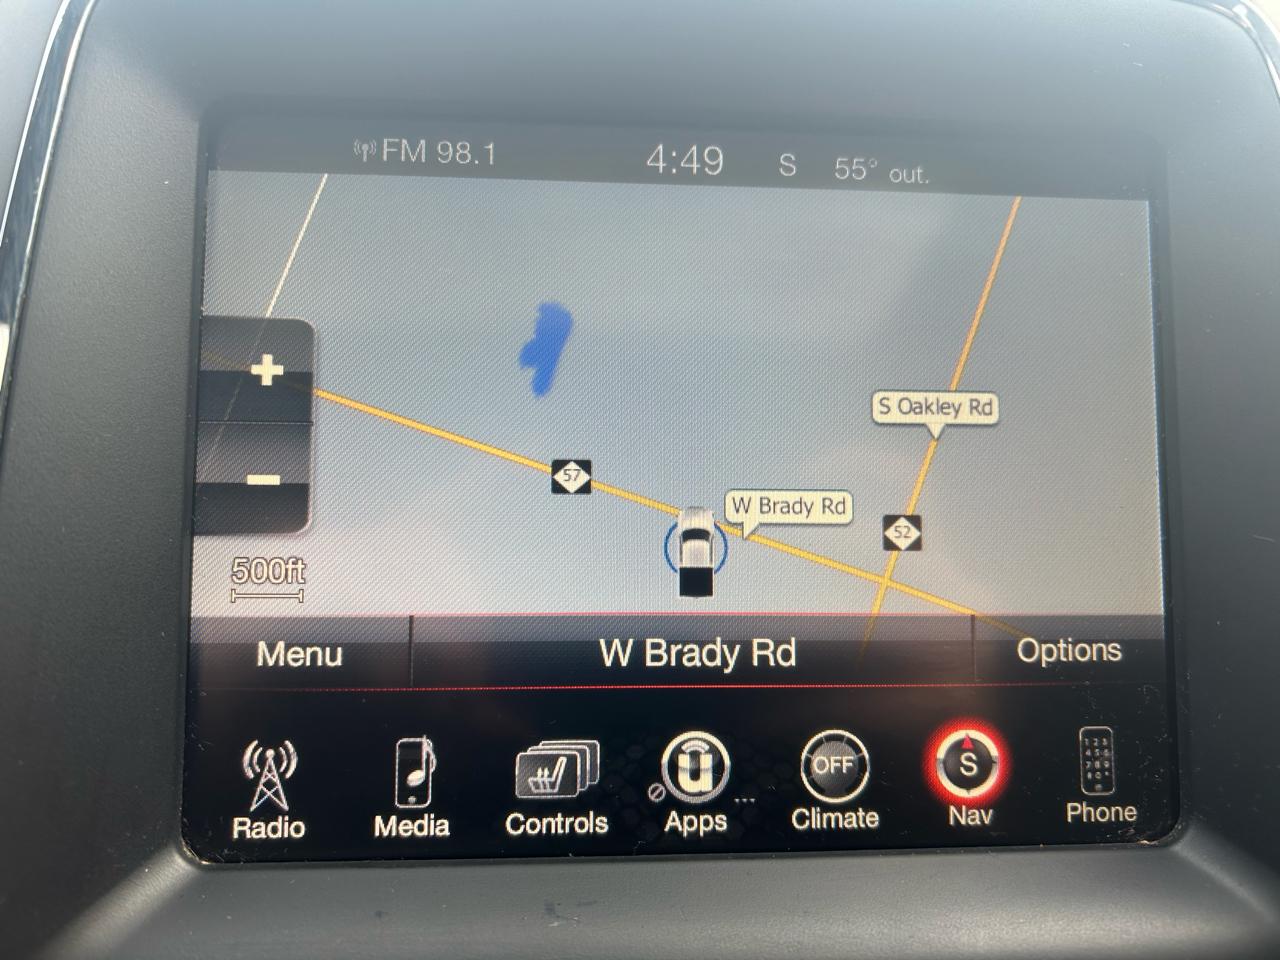 FM 98.1 4:49 S 55° out.
+
S Oakley Rd
57
W Brady Rd
−
52
500ft
Menu W Brady Rd Options
OFF
S
Radio Media Controls Apps Climate Nav Phone